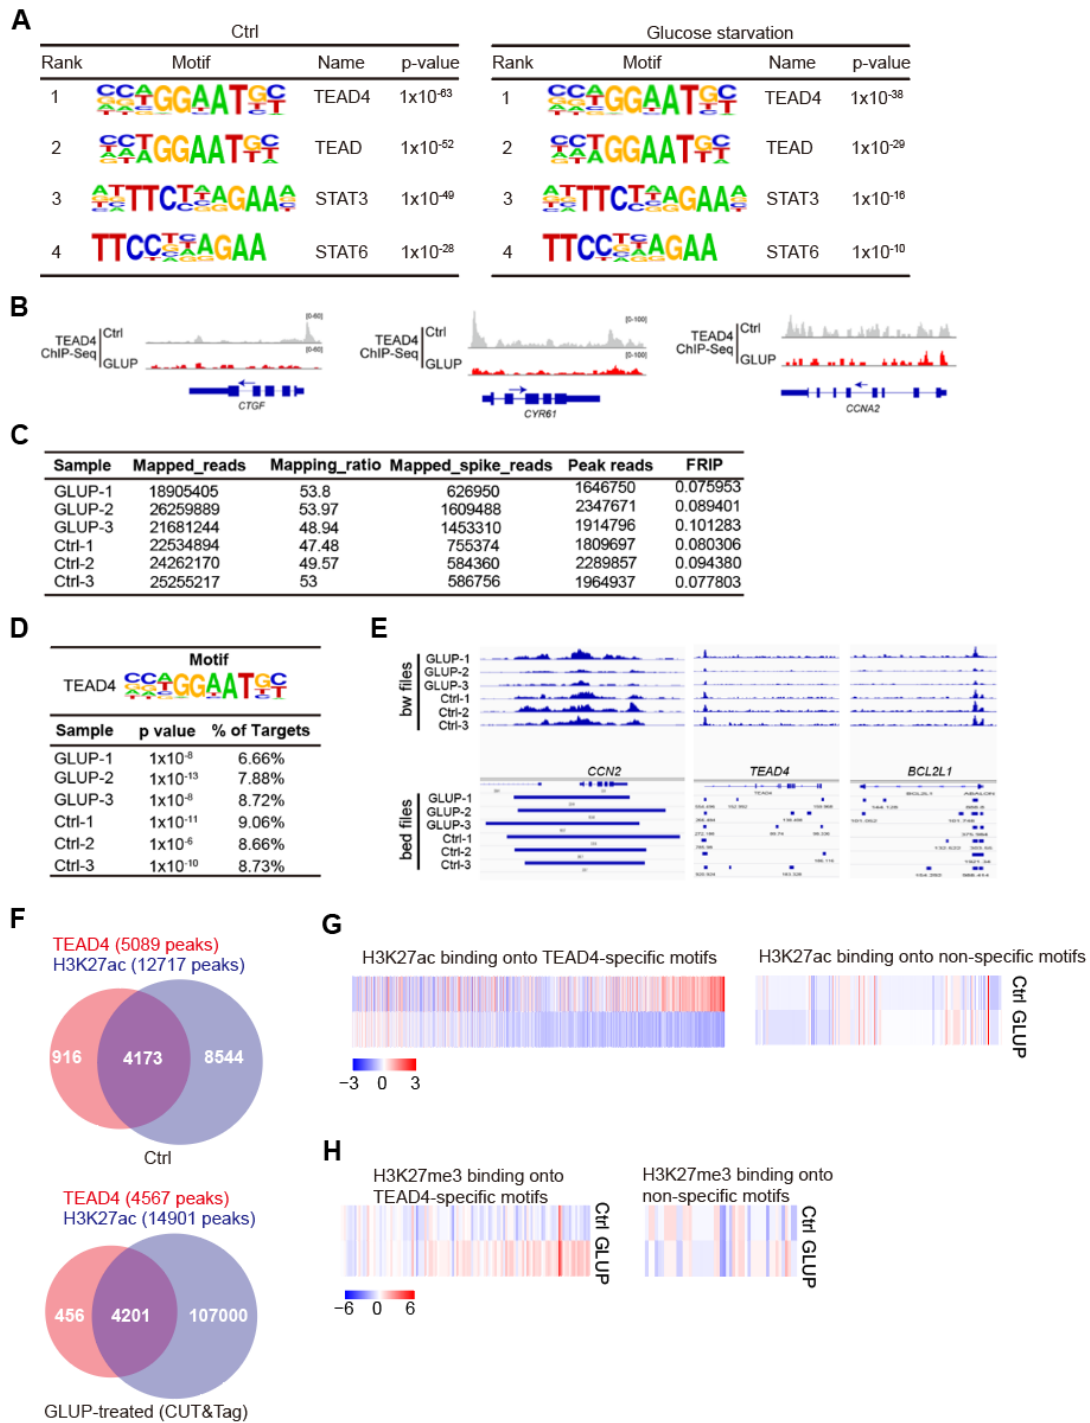 A
Ctrl
Rank Motif Name p-value
1 TEAD4 1x10-63
2 TEAD 1x10-52
3 STAT3 1x10-49
4 STAT6 1x10-28
Glucose starvation
Rank Motif Name p-value
1 TEAD4 1x10-38
2 TEAD 1x10-29
3 STAT3 1x10-16
4 STAT6 1x10-10
B
TEAD4
ChIP-Seq
Ctrl
GLUP
[0-60]
[0-60]
CTGF
TEAD4
ChIP-Seq
Ctrl
GLUP
[0-100]
[0-100]
CYR61
TEAD4
ChIP-Seq
Ctrl
GLUP
CCNA2
C
Sample Mapped_reads Mapping_ratio Mapped_spike_reads Peak reads FRIP
GLUP-1 18905405 53.8 626950 1646750 0.075953
GLUP-2 26259889 53.97 1609488 2347671 0.089401
GLUP-3 21681244 48.94 1453310 1914796 0.101283
Ctrl-1 22534894 47.48 755374 1809697 0.080306
Ctrl-2 24262170 49.57 584360 2289857 0.094380
Ctrl-3 25255217 53 586756 1964937 0.077803
D
Motif
TEAD4
Sample p value % of Targets
GLUP-1 1x10-8 6.66%
GLUP-2 1x10-13 7.88%
GLUP-3 1x10-8 8.72%
Ctrl-1 1x10-11 9.06%
Ctrl-2 1x10-6 8.66%
Ctrl-3 1x10-10 8.73%
E
bw files
GLUP-1
GLUP-2
GLUP-3
Ctrl-1
Ctrl-2
Ctrl-3
CCN2 TEAD4 BCL2L1
TEAD4 BCL2L1
bed files
GLUP-1
GLUP-2
GLUP-3
Ctrl-1
Ctrl-2
Ctrl-3
F
TEAD4 (5089 peaks)
H3K27ac (12717 peaks)
916 4173 8544
Ctrl
TEAD4 (4567 peaks)
H3K27ac (14901 peaks)
456 4201 107000
GLUP-treated (CUT&Tag)
G
H3K27ac binding onto TEAD4-specific motifs
H3K27ac binding onto non-specific motifs
Ctrl GLUP
−3 0 3
H
H3K27me3 binding onto
TEAD4-specific motifs
Ctrl GLUP
H3K27me3 binding onto
non-specific motifs
Ctrl GLUP
−6 0 6